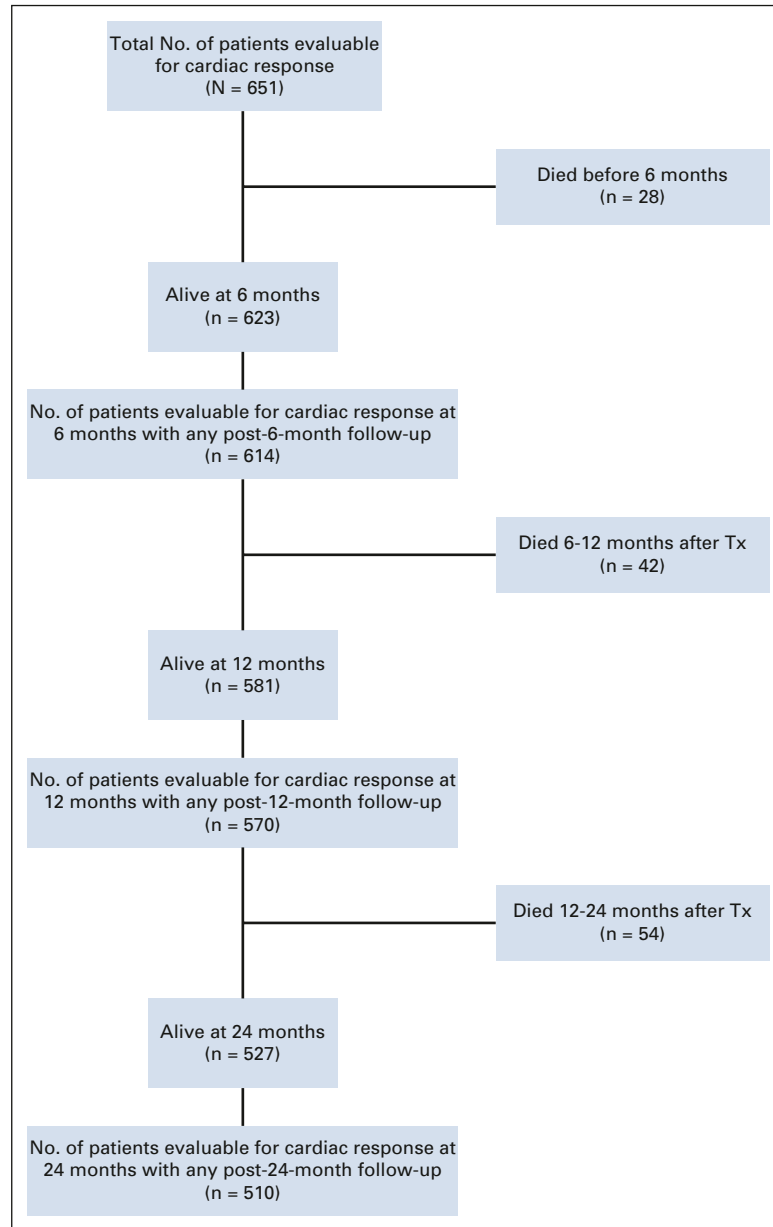 Total No. of patients evaluable
for cardiac response
(N = 651)
Died before 6 months
(n = 28)
Alive at 6 months
(n = 623)
No. of patients evaluable for cardiac response at
6 months with any post-6-month follow-up
(n = 614)
Died 6-12 months after Tx
(n = 42)
Alive at 12 months
(n = 581)
No. of patients evaluable for cardiac response at
12 months with any post-12-month follow-up
(n = 570)
Died 12-24 months after Tx
(n = 54)
Alive at 24 months
(n = 527)
No. of patients evaluable for cardiac response at
24 months with any post-24-month follow-up
(n = 510)